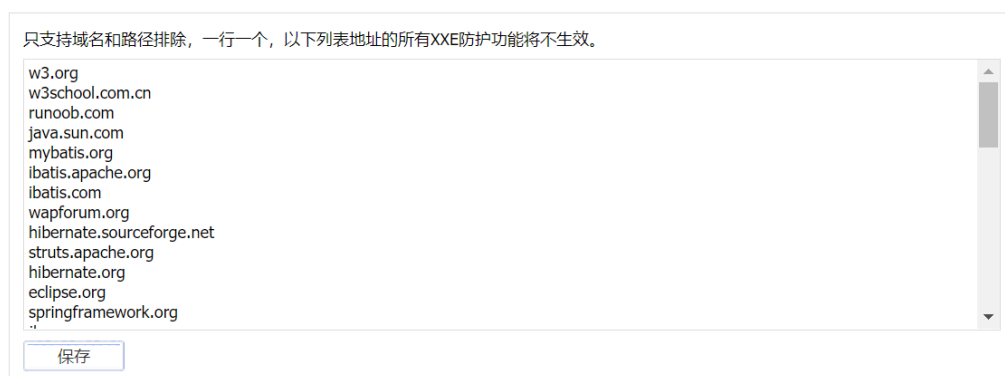 只支持域名和路径排除，一行一个，以下列表地址的所有XXE防护功能将不生效。
w3.org
w3school.com.cn
runoob.com
java.sun.com
mybatis.org
ibatis.apache.org
ibatis.com
wapforum.org
hibernate.sourceforge.net
struts.apache.org
hibernate.org
eclipse.org
springframework.org
保存